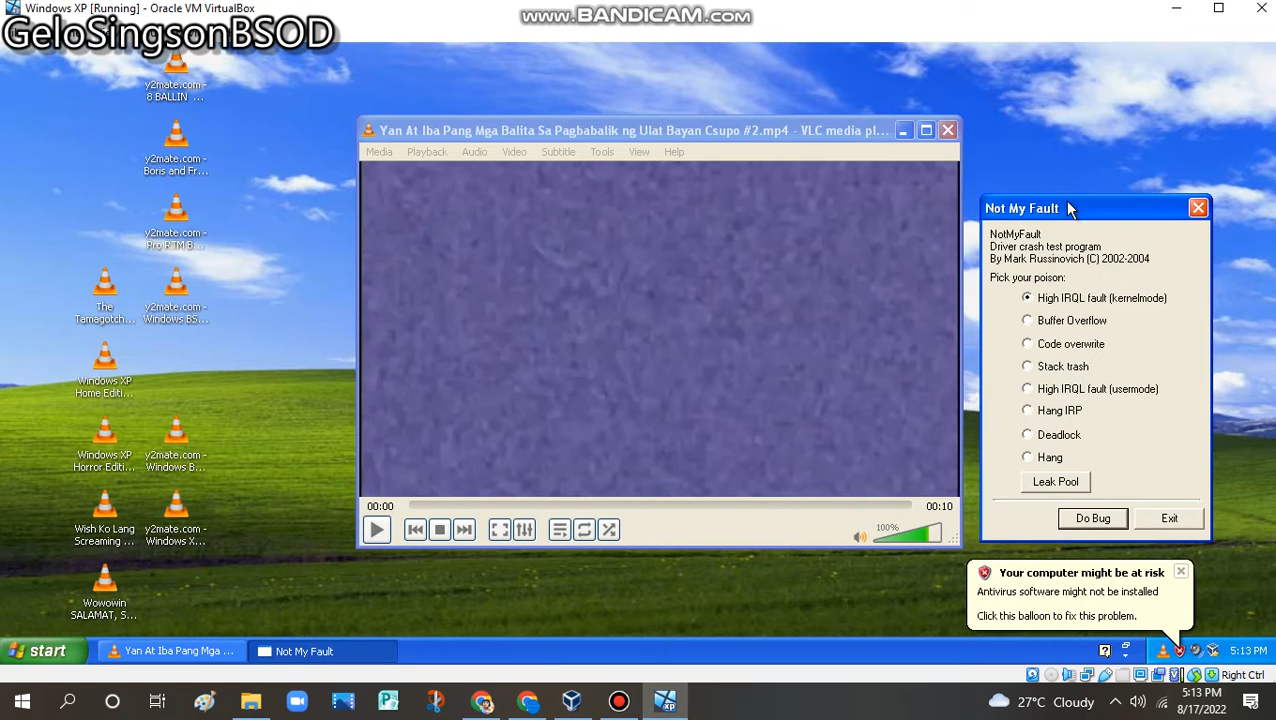 Windows XP [Running] - Oracle VM VirtualBox
www.BANDICAM.com
GeloSingsonBSOD
y2mate.com -
8 BALLIN ...
y2mate.com -
Boris and Fr...
y2mate.com -
Pro RTM B...
The
Tamagotch...
y2mate.com -
Windows BS...
Windows XP
Home Editi...
Windows XP
Horror Editi...
y2mate.com -
Windows B...
Wish Ko Lang
Screaming ...
y2mate.com -
Windows X...
Wowowin
SALAMAT, S...
Yan At Iba Pang Mga Balita Sa Pagbabalik ng Ulat Bayan Csupo #2.mp4 - VLC media pl...
Media Playback Audio Video Subtitle Tools View Help
00:00
00:10
100%
Not My Fault
NotMyFault
Driver crash test program
By Mark Russinovich (C) 2002-2004
Pick your poison:
High IRQL fault (kernelmode)
Buffer Overflow
Code overwrite
Stack trash
High IRQL fault (usermode)
Hang IRP
Deadlock
Hang
Leak Pool
Do Bug
Exit
Your computer might be at risk
Antivirus software might not be installed
Click this balloon to fix this problem.
start
Yan At Iba Pang Mga ...
Not My Fault
5:13 PM
Right Ctrl
27°C Cloudy
5:13 PM
8/17/2022